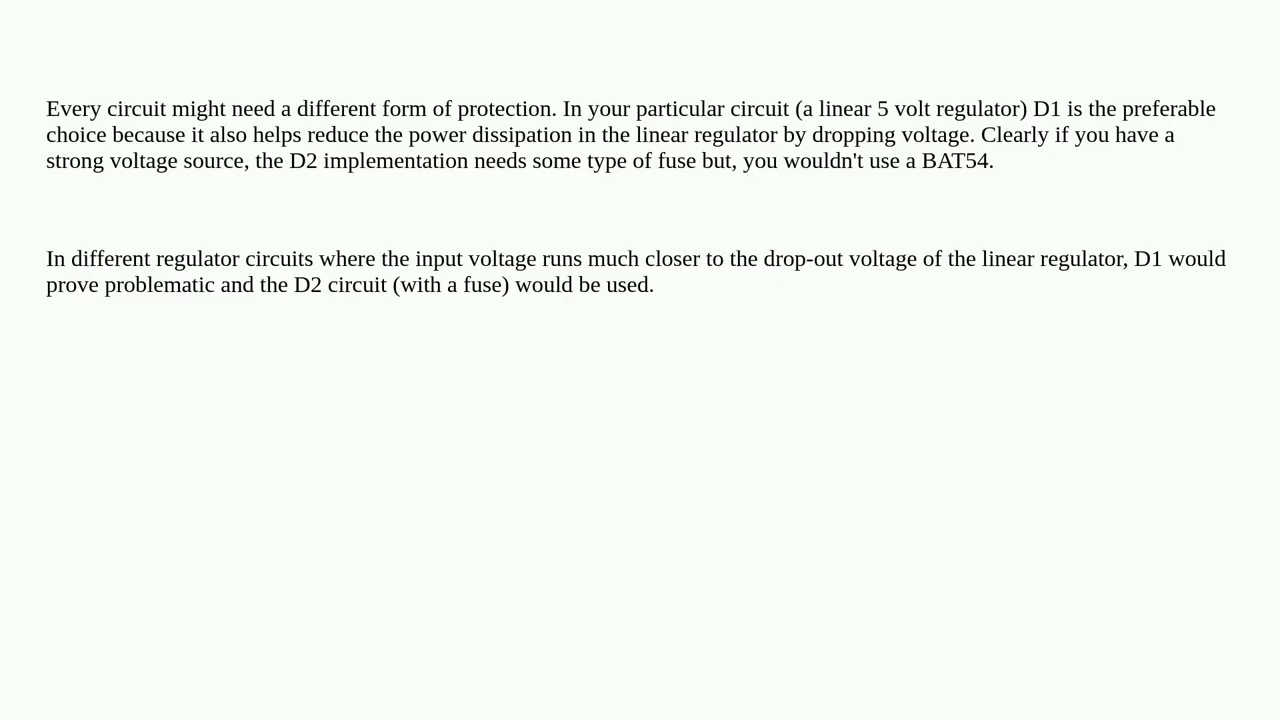 Every circuit might need a different form of protection. In your particular circuit (a linear 5 volt regulator) D1 is the preferable
choice because it also helps reduce the power dissipation in the linear regulator by dropping voltage. Clearly if you have a
strong voltage source, the D2 implementation needs some type of fuse but, you wouldn't use a BAT54.
In different regulator circuits where the input voltage runs much closer to the drop-out voltage of the linear regulator, D1 would
prove problematic and the D2 circuit (with a fuse) would be used.